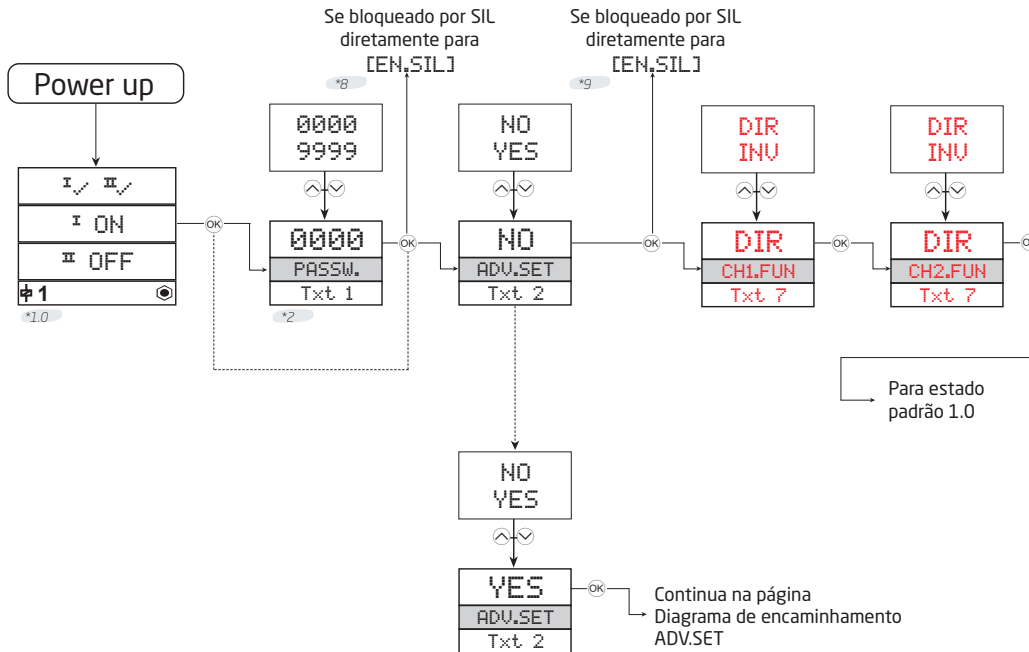 Se bloqueado por SIL
diretamente para
[EN.SIL]
*8
Se bloqueado por SIL
diretamente para
[EN.SIL]
*9
Power up
I✓ II✓
I ON
II OFF
1
*1.0
OK
0000
9999
0000
PASSW.
Txt 1
*2
OK
NO
YES
NO
ADV.SET
Txt 2
OK
DIR
INV
DIR
CH1.FUN
Txt 7
OK
DIR
INV
DIR
CH2.FUN
Txt 7
Para estado
padrão 1.0
NO
YES
YES
ADV.SET
Txt 2
OK
Continua na página
Diagrama de encaminhamento
ADV.SET